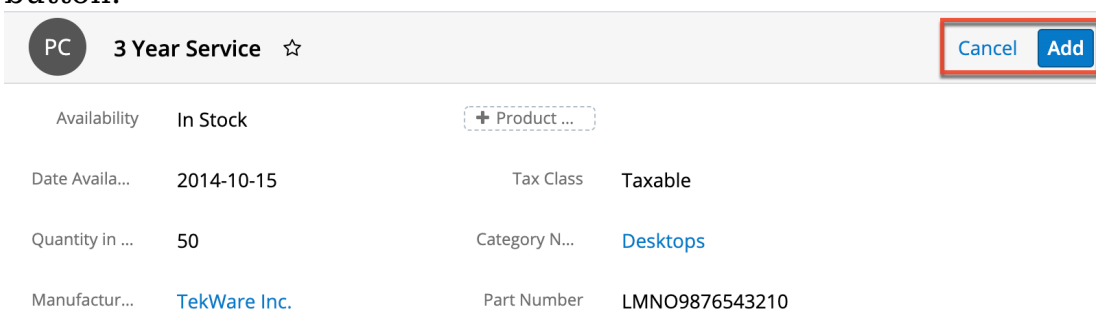 button.
PC 3 Year Service Cancel Add
Availability In Stock + Product ...
Date Availa... 2014-10-15 Tax Class Taxable
Quantity in ... 50 Category N... Desktops
Manufactur... TekWare Inc. Part Number LMNO9876543210